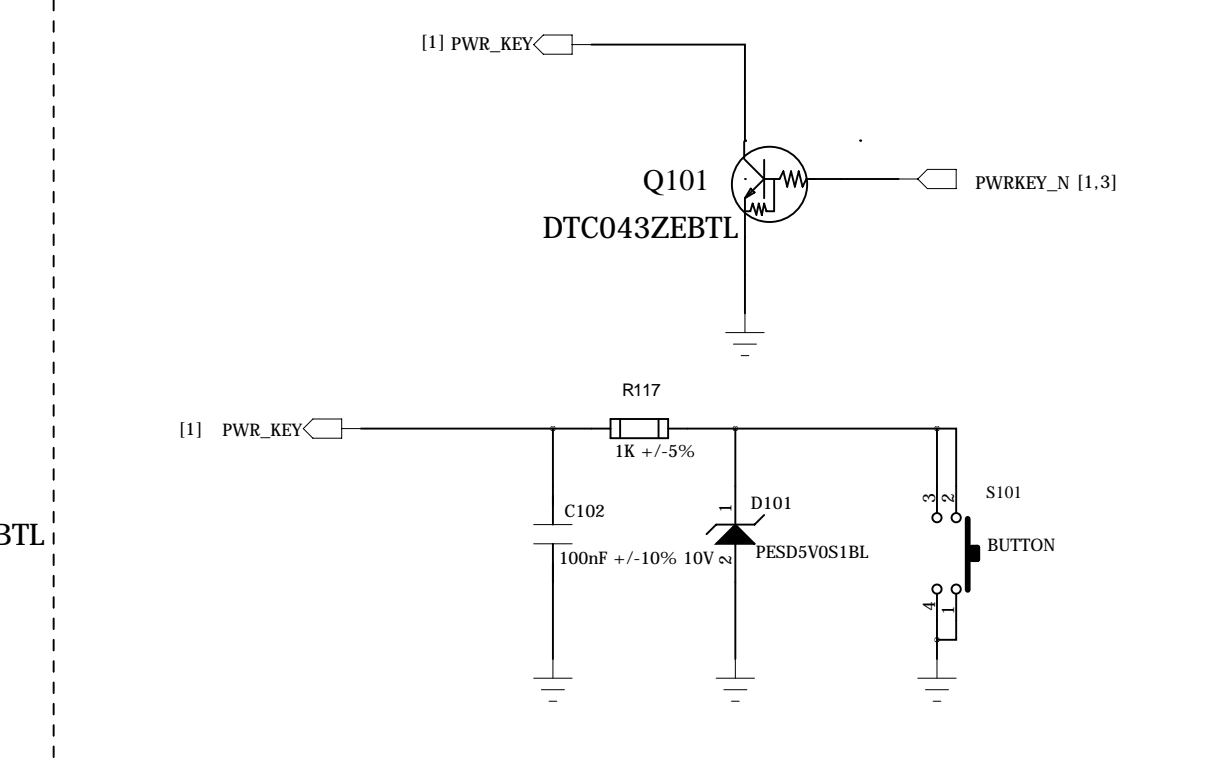 [1] PWR_KEY
Q101
PWRKEY_N [1,3]
DTC043ZEBTL
R117
[1] PWR_KEY
1K +/-5%
3
2
S101
C102
1
D101
BTL
100nF +/-10% 10V
2
PESD5V0S1BL
BUTTON
4
1